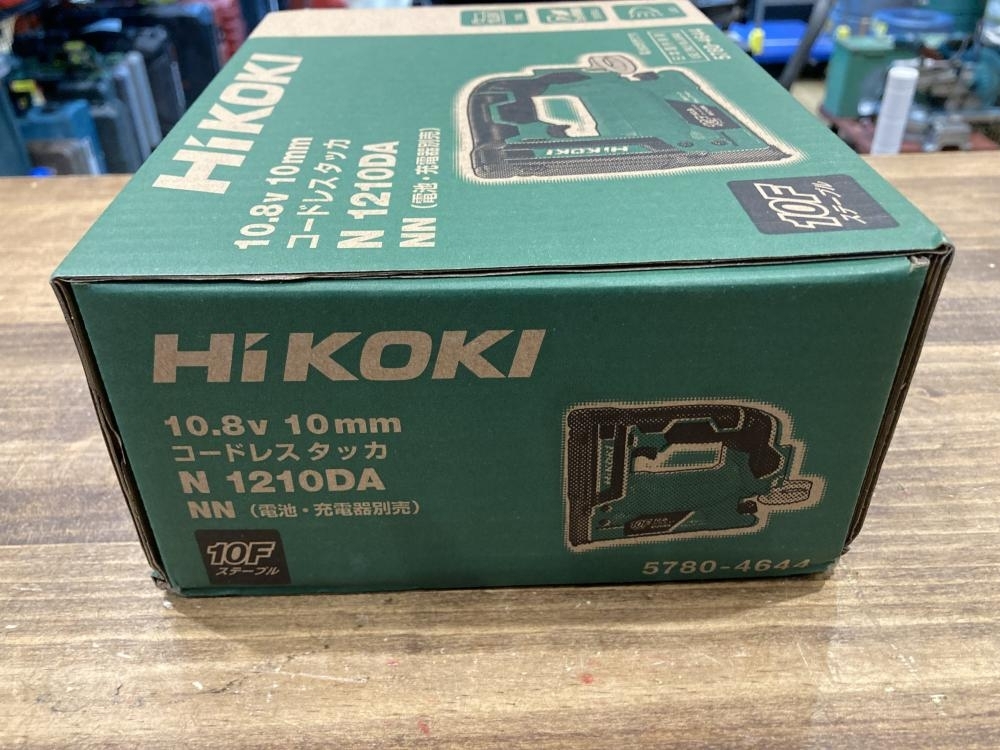 HiKOKI
10.8v 10mm
コードレスタッカ
N 1210DA
NN（電池・充電器別売）
HiKOKI
10F
ステープル
HiKOKI
10.8v 10mm
コードレスタッカ
N 1210DA
NN（電池・充電器別売）
10F
ステープル
HiKOKI
10F
5780-4644